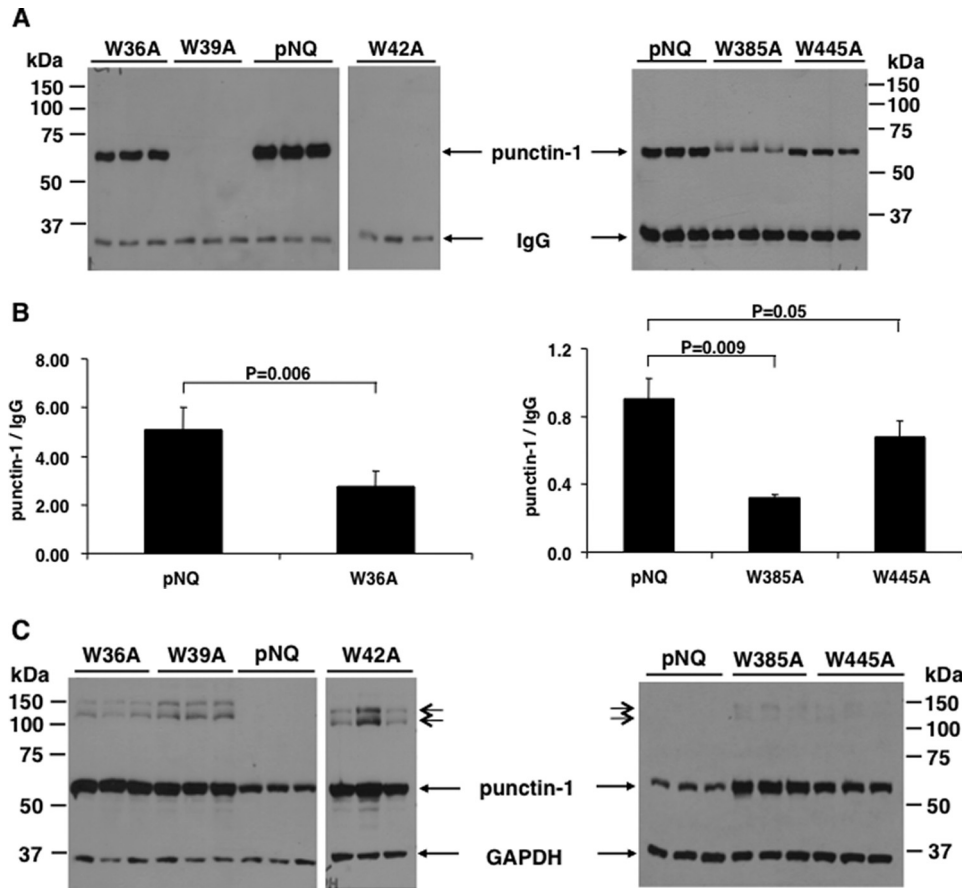 A
kDa W36A W39A pNQ W42A pNQ W385A W445A kDa
150 150
100 100
75 75
punctin-1
50 50
37 37
IgG
B
P=0.006
8.00
6.00
4.00
2.00
0.00
punctin-1 / IgG
pNQ W36A
P=0.05
P=0.009
1.2
0.8
0.4
0.0
punctin-1 / IgG
pNQ W385A W445A
C
kDa W36A W39A pNQ W42A pNQ W385A W445A kDa
150 150
100 100
75 75
punctin-1
50 50
37 37
GAPDH